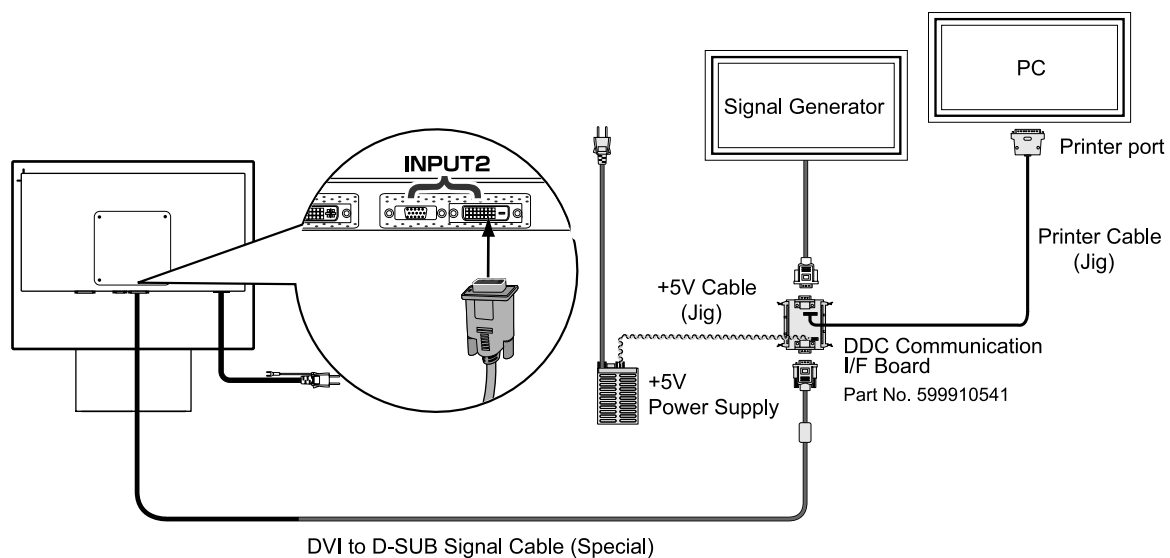 PC
Signal Generator
Printer port
INPUT2
Printer Cable
(Jig)
+5V Cable
(Jig)
DDC Communication
I/F Board
Part No. 599910541
+5V
Power Supply
DVI to D-SUB Signal Cable (Special)